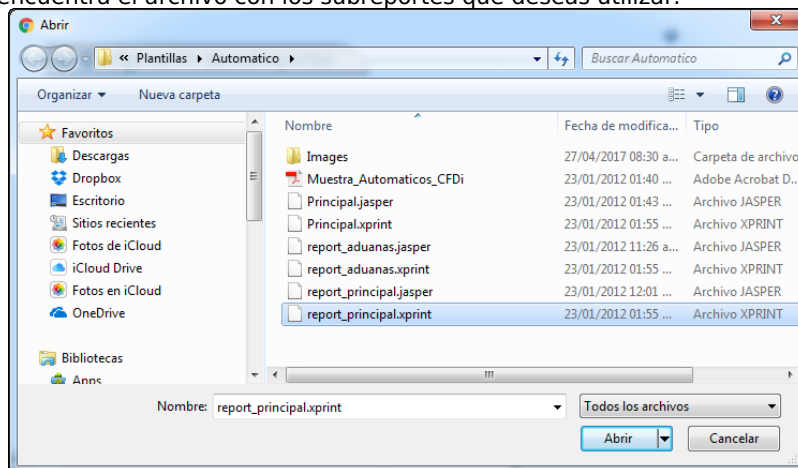 encuentra el archivo con los subreportes que deseas utilizar.
Abrir
« Plantillas Automatico
Buscar Automatico
Organizar Nueva carpeta
Nombre Fecha de modifica... Tipo
Favoritos
Descargas
Dropbox
Escritorio
Sitios recientes
Fotos de iCloud
iCloud Drive
Fotos en iCloud
OneDrive
Bibliotecas
Apps
Images 27/04/2017 08:30 a... Carpeta de archivo
Muestra_Automaticos_CFDi 23/01/2012 01:40 ... Adobe Acrobat D...
Principal.jasper 23/01/2012 01:43 ... Archivo JASPER
Principal.xprint 23/01/2012 01:55 ... Archivo XPRINT
report_aduanas.jasper 23/01/2012 11:26 a... Archivo JASPER
report_aduanas.xprint 23/01/2012 01:55 ... Archivo XPRINT
report_principal.jasper 23/01/2012 12:01 ... Archivo JASPER
report_principal.xprint 23/01/2012 01:55 ... Archivo XPRINT
Nombre: report_principal.xprint Todos los archivos
Abrir Cancelar